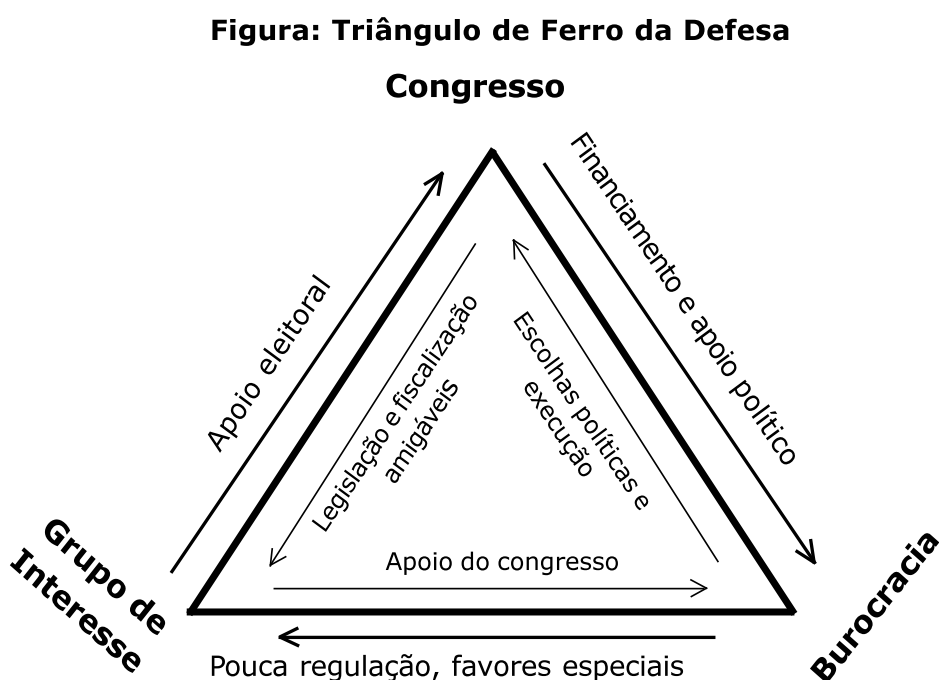 Figura: Triângulo de Ferro da Defesa
Congresso
Financiamento e apoio político
Apoio eleitoral
Legislação e fiscalização
amigáveis
Escolhas políticas e
execução
Grupo de
Interesse
Apoio do congresso
Burocracia
Pouca regulação, favores especiais